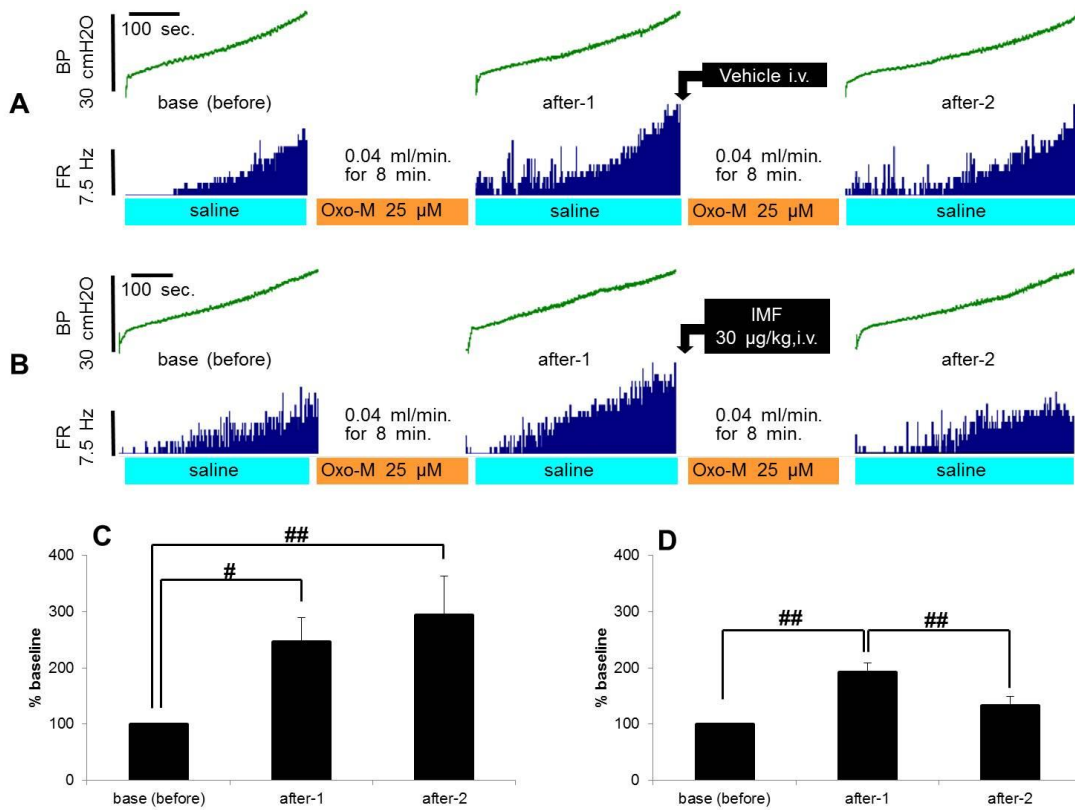 100 sec.
BP
30 cmH2O
base (before)
after-1
Vehicle i.v.
after-2
A
FR
7.5 Hz
0.04 ml/min.
for 8 min.
0.04 ml/min.
for 8 min.
saline
Oxo-M 25 µM
saline
Oxo-M 25 µM
saline
100 sec.
BP
30 cmH2O
base (before)
after-1
IMF
30 µg/kg,i.v.
after-2
B
FR
7.5 Hz
0.04 ml/min.
for 8 min.
0.04 ml/min.
for 8 min.
saline
Oxo-M 25 µM
saline
Oxo-M 25 µM
saline
C
% baseline
400
300
200
100
0
##
#
base (before)
after-1
after-2
D
% baseline
400
300
200
100
0
##
##
base (before)
after-1
after-2